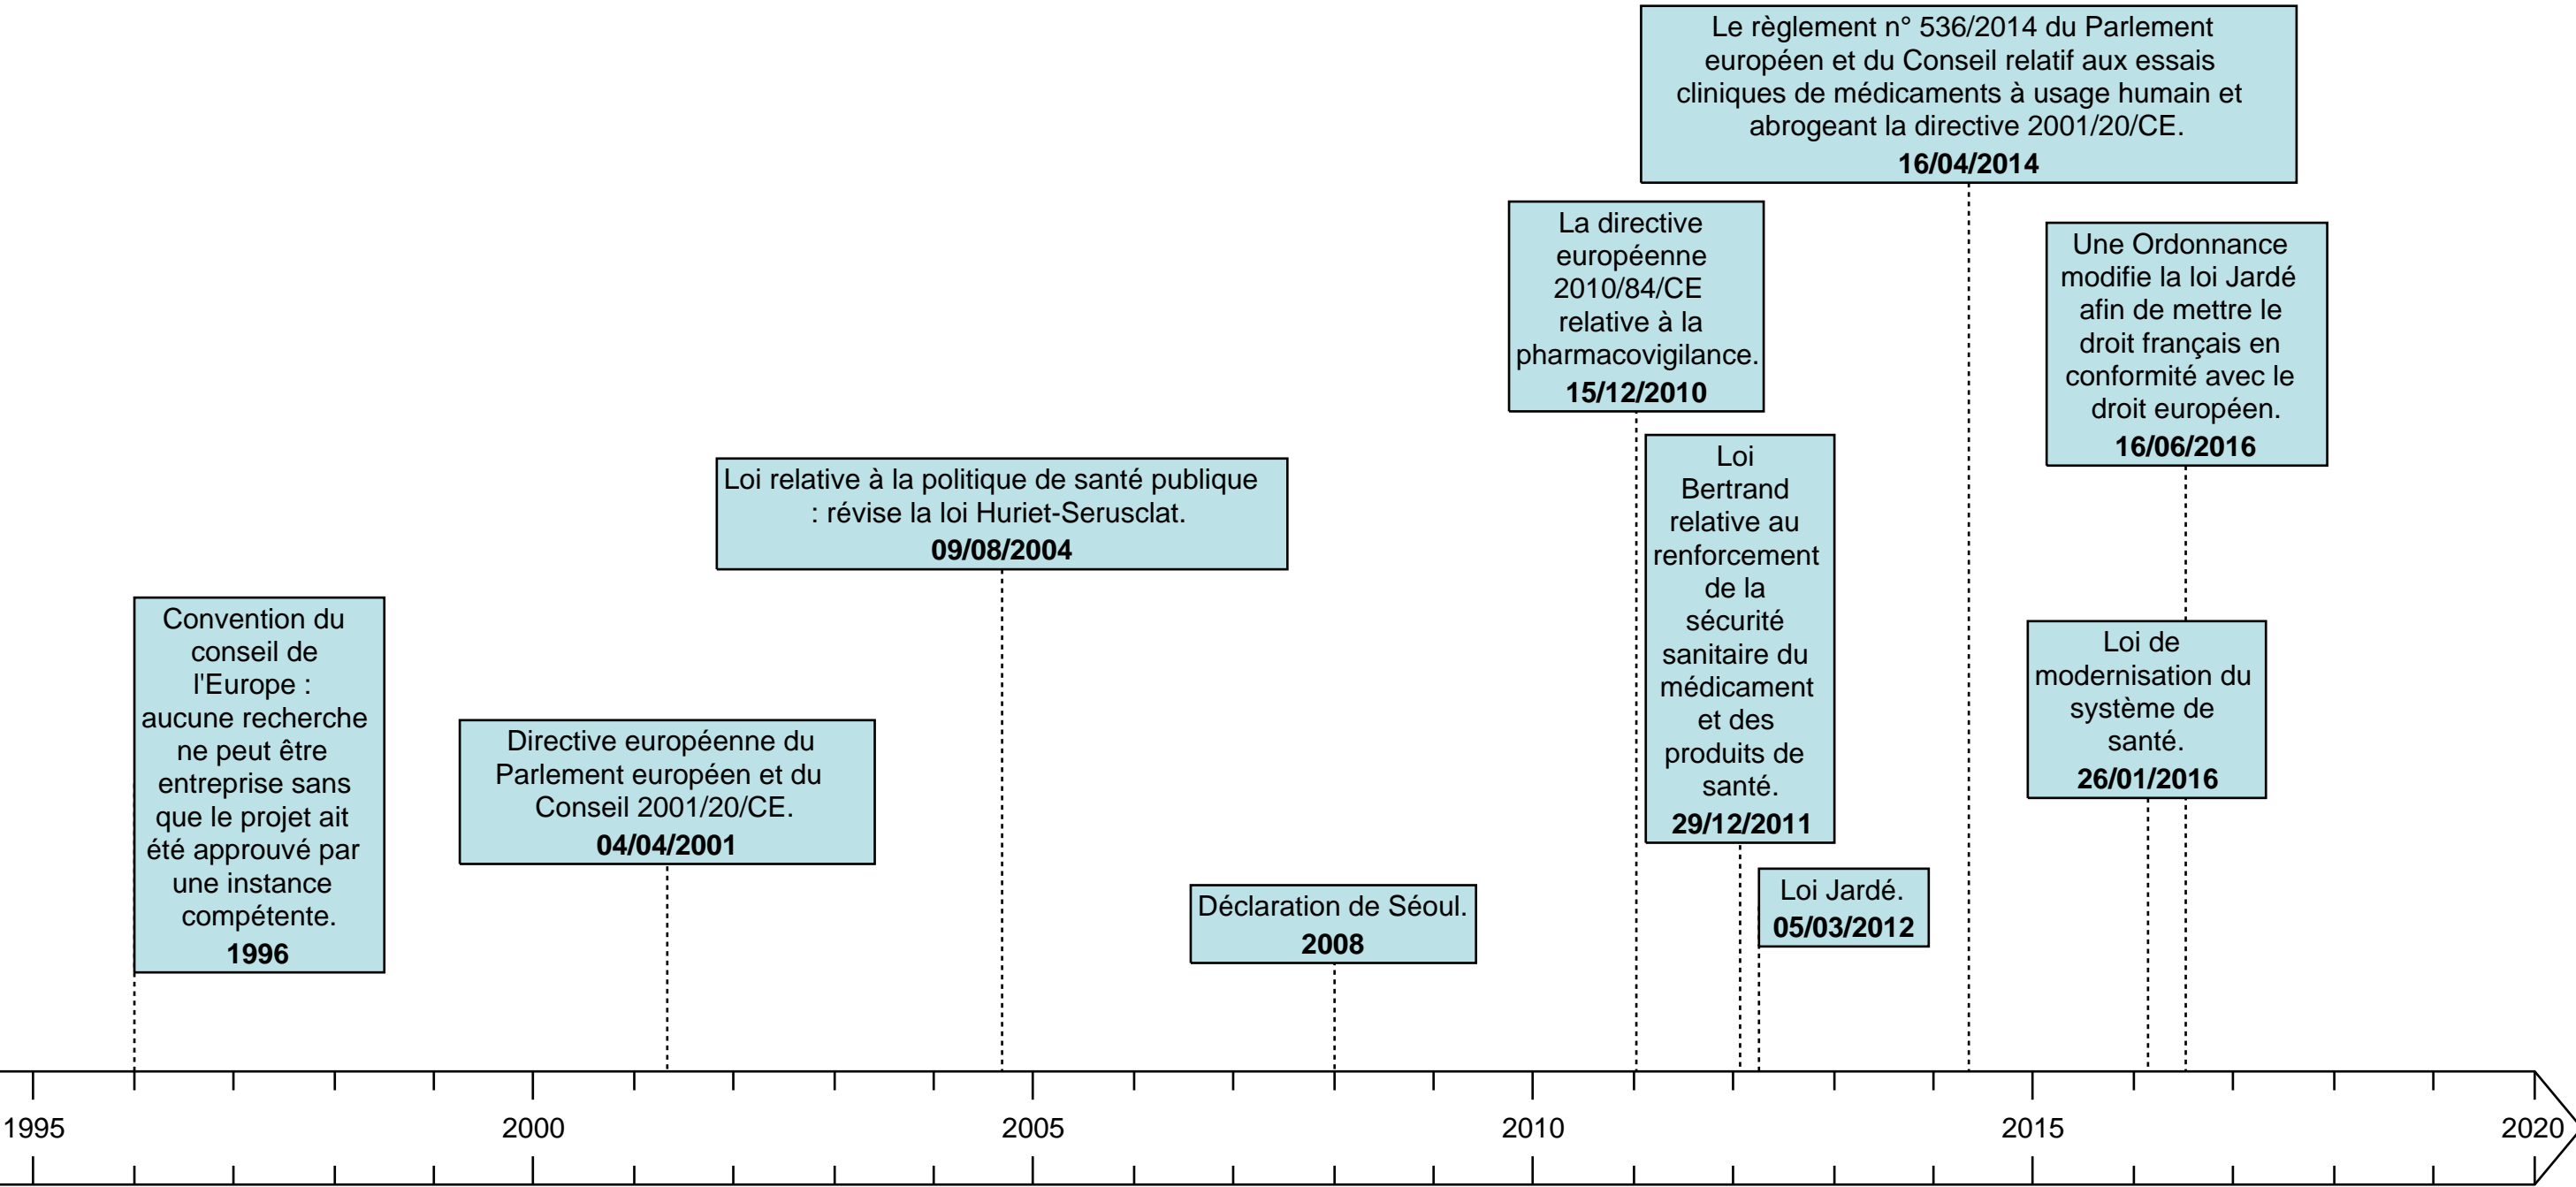 Le règlement n° 536/2014 du Parlement
européen et du Conseil relatif aux essais
cliniques de médicaments à usage humain et
abrogeant la directive 2001/20/CE.
16/04/2014
La directive
européenne
2010/84/CE
relative à la
pharmacovigilance.
15/12/2010
Une Ordonnance
modifie la loi Jardé
afin de mettre le
droit français en
conformité avec le
droit européen.
16/06/2016
Loi relative à la politique de santé publique
: révise la loi Huriet-Serusclat.
09/08/2004
Loi
Bertrand
relative au
renforcement
de la
sécurité
sanitaire du
médicament
et des
produits de
santé.
29/12/2011
Convention du
conseil de
l'Europe :
aucune recherche
ne peut être
entreprise sans
que le projet ait
été approuvé par
une instance
compétente.
1996
Loi de
modernisation du
système de
santé.
26/01/2016
Directive européenne du
Parlement européen et du
Conseil 2001/20/CE.
04/04/2001
Déclaration de Séoul.
2008
Loi Jardé.
05/03/2012
1995
2000
2005
2010
2015
2020